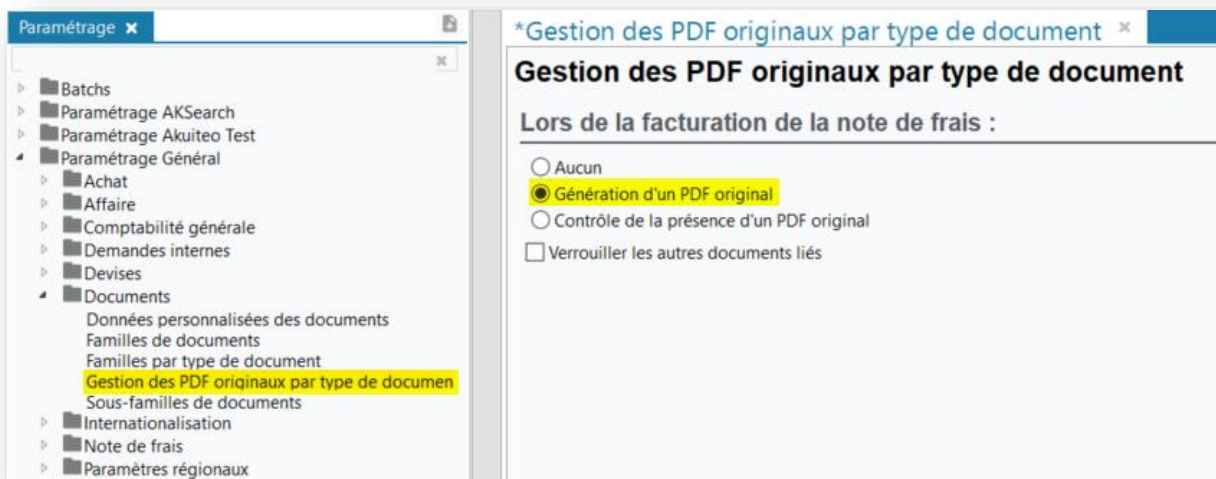 Paramétrage
Batchs
Paramétrage AKSearch
Paramétrage Akuiteo Test
Paramétrage Général
Achat
Affaire
Comptabilité générale
Demandes internes
Devises
Documents
Données personnalisées des documents
Familles de documents
Familles par type de document
Gestion des PDF originaux par type de documen
Sous-familles de documents
Internationalisation
Note de frais
Paramètres régionaux
*Gestion des PDF originaux par type de document
Gestion des PDF originaux par type de document
Lors de la facturation de la note de frais :
Aucun
Génération d'un PDF original
Contrôle de la présence d'un PDF original
Verrouiller les autres documents liés